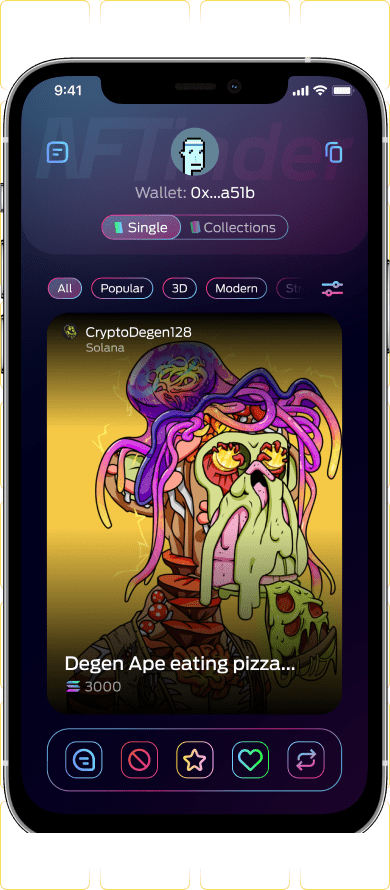 9:41
NFTinder
Wallet: 0x...a51b
Single
Collections
All
Popular
3D
Modern
CryptoDegen128
Solana
Degen Ape eating pizza...
3000